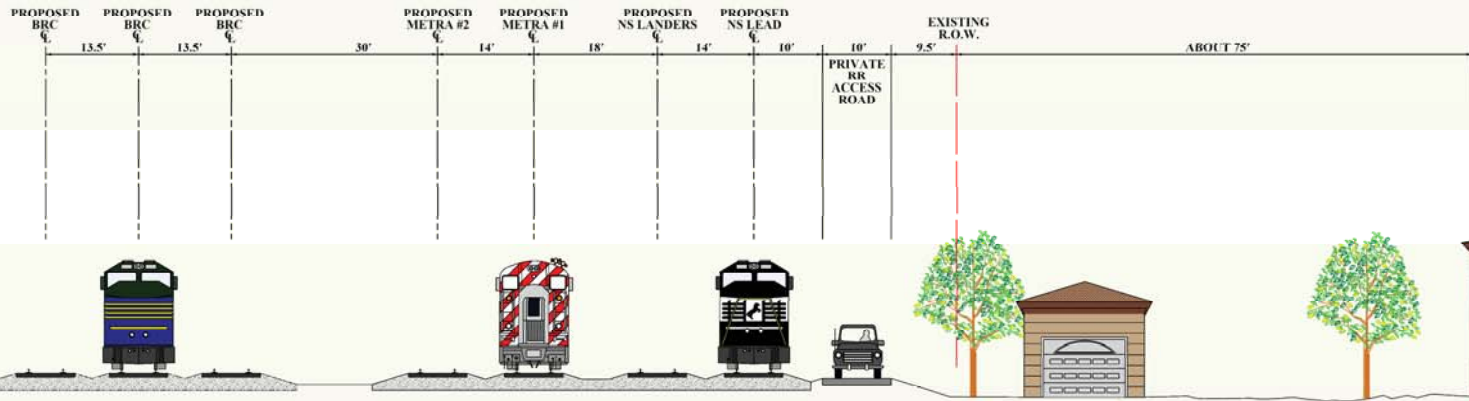 PROPOSED
BRC
℄
PROPOSED
BRC
℄
PROPOSED
BRC
℄
PROPOSED
METRA #2
℄
PROPOSED
METRA #1
℄
PROPOSED
NS LANDERS
℄
PROPOSED
NS LEAD
℄
EXISTING
R.O.W.
13.5' 13.5' 30' 14' 18' 14' 10' 10' 9.5' ABOUT 75'
PRIVATE
RR
ACCESS
ROAD